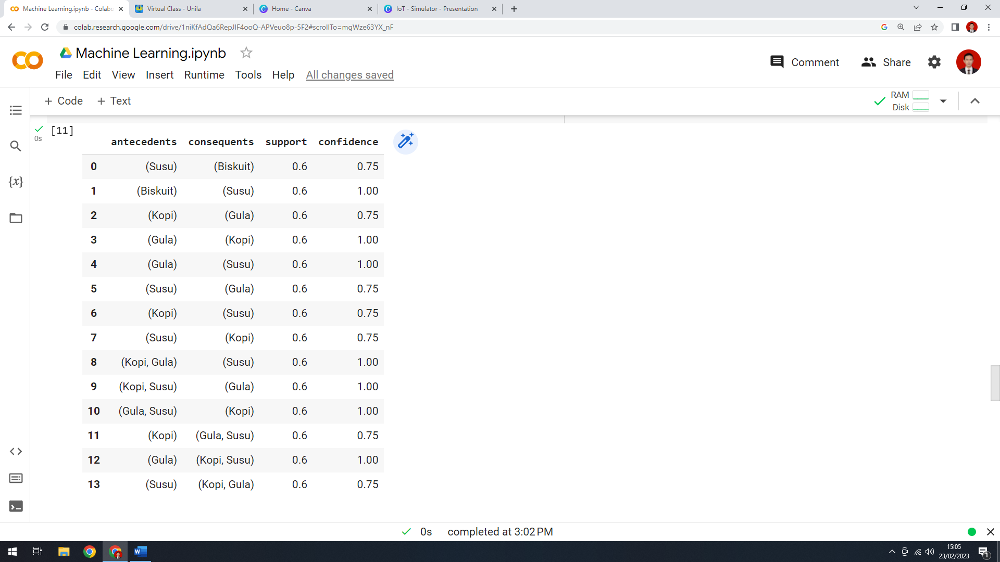 Machine Learning.ipynb - Colabo
Virtual Class - Unila
Home - Canva
IoT - Simulator - Presentation
colab.research.google.com/drive/1niKfAdQa6RepJIF4ooQ-APVeuo8p-5F2#scrollTo=mgWze63YX_nF
Machine Learning.ipynb
Comment
Share
File Edit View Insert Runtime Tools Help All changes saved
+ Code + Text
RAM
Disk
{x}
[11]
0s
antecedents consequents support confidence
0 (Susu) (Biskuit) 0.6 0.75
1 (Biskuit) (Susu) 0.6 1.00
2 (Kopi) (Gula) 0.6 0.75
3 (Gula) (Kopi) 0.6 1.00
4 (Gula) (Susu) 0.6 1.00
5 (Susu) (Gula) 0.6 0.75
6 (Kopi) (Susu) 0.6 0.75
7 (Susu) (Kopi) 0.6 0.75
8 (Kopi, Gula) (Susu) 0.6 1.00
9 (Kopi, Susu) (Gula) 0.6 1.00
10 (Gula, Susu) (Kopi) 0.6 1.00
11 (Kopi) (Gula, Susu) 0.6 0.75
12 (Gula) (Kopi, Susu) 0.6 1.00
13 (Susu) (Kopi, Gula) 0.6 0.75
0s completed at 3:02 PM
15:05
23/02/2023
1